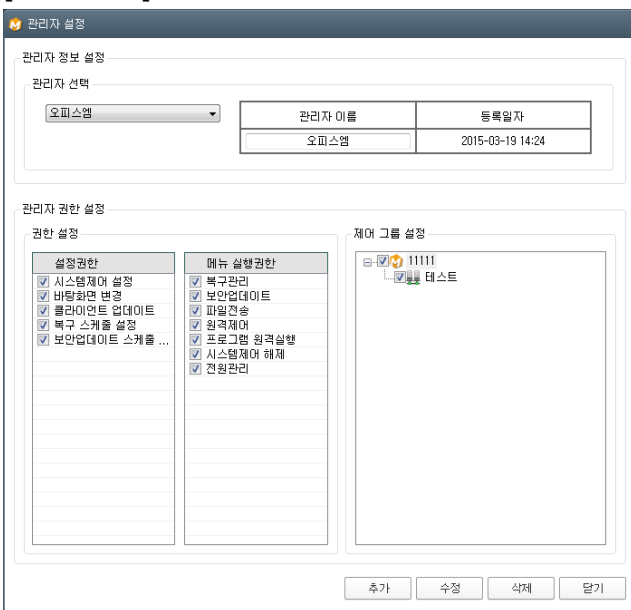 관리자 설정
관리자 정보 설정
관리자 선택
오피스엠
관리자 이름 등록일자
오피스엠 2015-03-19 14:24
관리자 권한 설정
권한 설정
설정권한
시스템제어 설정
바탕화면 변경
클라이언트 업데이트
복구 스케줄 설정
보안업데이트 스케줄 ...
메뉴 실행권한
복구관리
보안업데이트
파일전송
원격제어
프로그램 원격실행
시스템제어 해제
전원관리
제어 그룹 설정
11111
테스트
추가 수정 삭제 닫기